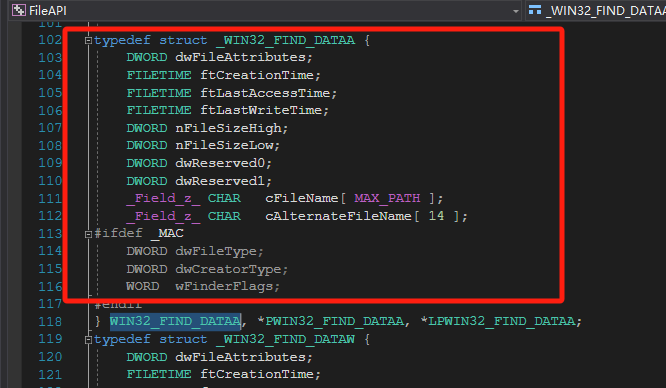 FileAPI
_WIN32_FIND_DATAA
101
102 typedef struct _WIN32_FIND_DATAA {
103 DWORD dwFileAttributes;
104 FILETIME ftCreationTime;
105 FILETIME ftLastAccessTime;
106 FILETIME ftLastWriteTime;
107 DWORD nFileSizeHigh;
108 DWORD nFileSizeLow;
109 DWORD dwReserved0;
110 DWORD dwReserved1;
111 _Field_z_ CHAR cFileName[ MAX_PATH ];
112 _Field_z_ CHAR cAlternateFileName[ 14 ];
113 #ifdef _MAC
114 DWORD dwFileType;
115 DWORD dwCreatorType;
116 WORD wFinderFlags;
117 #endif
118 } WIN32_FIND_DATAA, *PWIN32_FIND_DATAA, *LPWIN32_FIND_DATAA;
119 typedef struct _WIN32_FIND_DATAW {
120 DWORD dwFileAttributes;
121 FILETIME ftCreationTime;